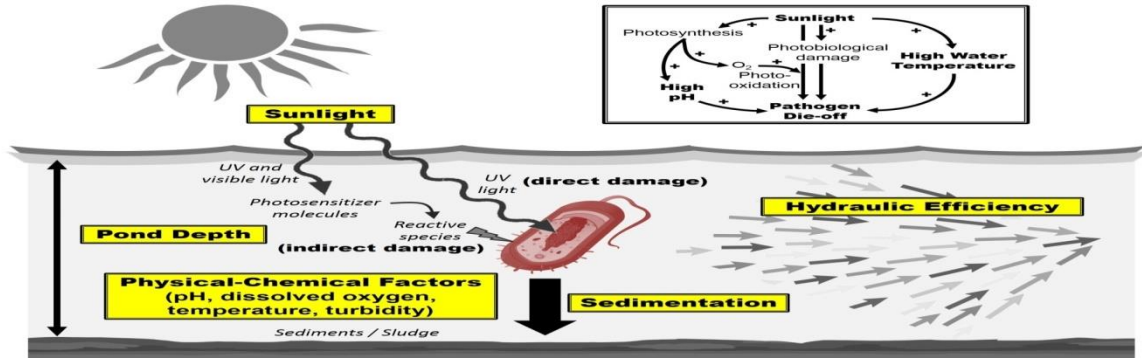 Sunlight
Photosynthesis
Photobiological
damage
High Water
Temperature
O₂
Photo-
oxidation
High
pH
Pathogen
Die-off
+
+
+
+
+
+
+
+
+
Sunlight
UV and
visible light
UV
light
(direct damage)
Photosensitizer
molecules
Reactive
species
(indirect damage)
Pond Depth
Hydraulic Efficiency
Physical-Chemical Factors
(pH, dissolved oxygen,
temperature, turbidity)
Sedimentation
Sediments / Sludge